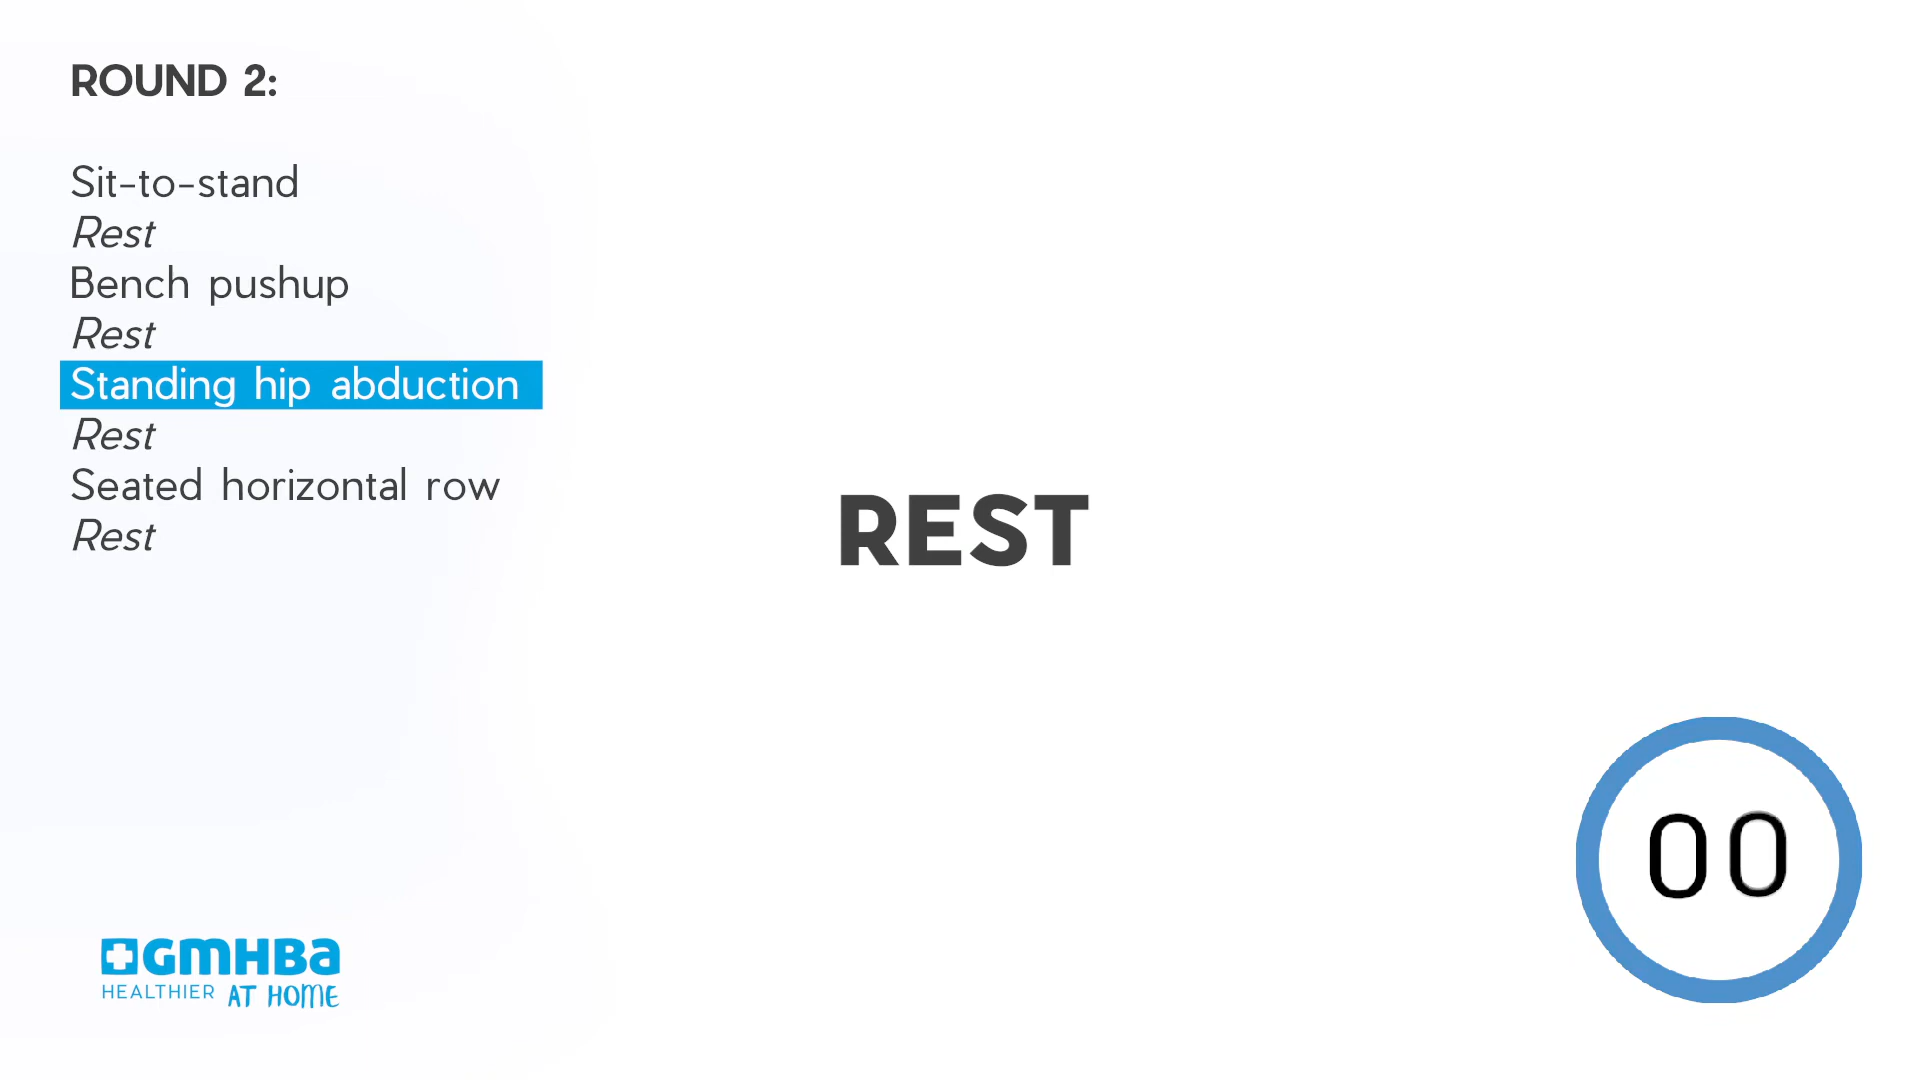 ROUND 2:
Sit-to-stand
Rest
Bench pushup
Rest
Standing hip abduction
Rest
Seated horizontal row
Rest
REST
00
GMHBa
HEALTHIER AT HOME